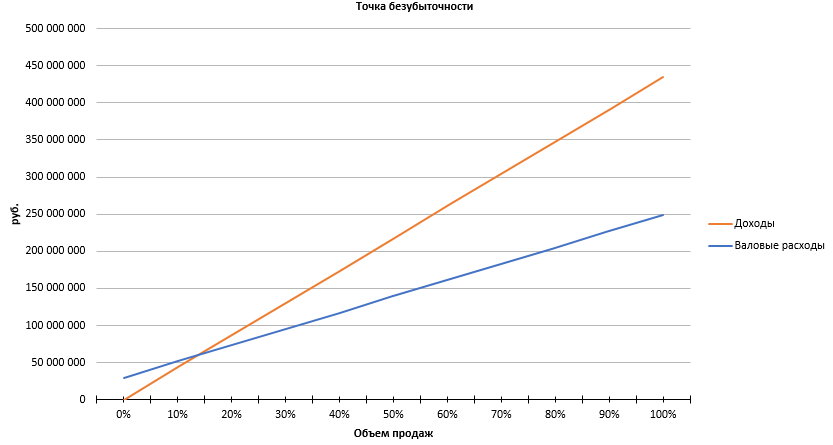 Точка безубыточности
500 000 000
450 000 000
400 000 000
350 000 000
300 000 000
250 000 000
200 000 000
150 000 000
100 000 000
50 000 000
0
руб.
0% 10% 20% 30% 40% 50% 60% 70% 80% 90% 100%
Объем продаж
Доходы
Валовые расходы